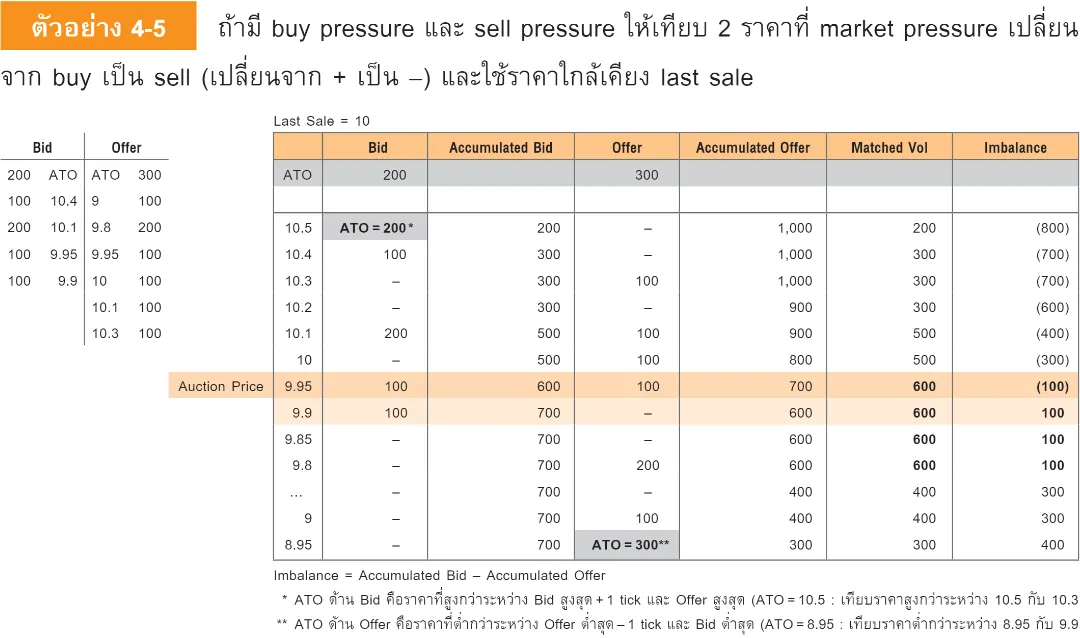 ตัวอย่าง 4-5 ถ้ามี buy pressure และ sell pressure ให้เทียบ 2 ราคาที่ market pressure เปลี่ยน
จาก buy เป็น sell (เปลี่ยนจาก + เป็น –) และใช้ราคาใกล้เคียง last sale
Bid Offer
200 ATO ATO 300
100 10.4 9 100
200 10.1 9.8 200
100 9.95 9.95 100
100 9.9 10 100
10.1 100
10.3 100
Last Sale = 10
Bid Accumulated Bid Offer Accumulated Offer Matched Vol Imbalance
ATO 200 300
10.5 ATO = 200* 200 – 1,000 200 (800)
10.4 100 300 – 1,000 300 (700)
10.3 – 300 100 1,000 300 (700)
10.2 – 300 – 900 300 (600)
10.1 200 500 100 900 500 (400)
10 – 500 100 800 500 (300)
Auction Price 9.95 100 600 100 700 600 (100)
9.9 100 700 – 600 600 100
9.85 – 700 – 600 600 100
9.8 – 700 200 600 600 100
... – 700 – 400 400 300
9 – 700 100 400 400 300
8.95 – 700 ATO = 300** 300 300 400
Imbalance = Accumulated Bid – Accumulated Offer
* ATO ด้าน Bid คือราคาที่สูงกว่าระหว่าง Bid สูงสุด + 1 tick และ Offer สูงสุด (ATO = 10.5 : เทียบราคาสูงกว่าระหว่าง 10.5 กับ 10.3
** ATO ด้าน Offer คือราคาที่ต่ำกว่าระหว่าง Offer ต่ำสุด – 1 tick และ Bid ต่ำสุด (ATO = 8.95 : เทียบราคาต่ำกว่าระหว่าง 8.95 กับ 9.9